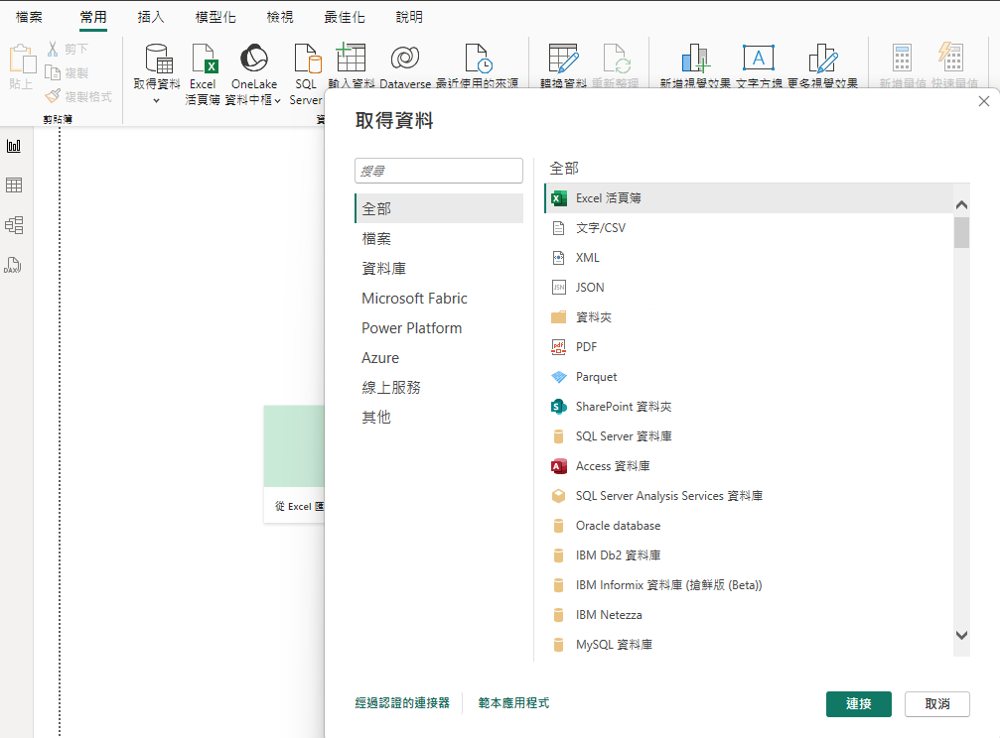 檔案 常用 插入 模型化 檢視 最佳化 說明
剪下
複製
複製格式
貼上
剪貼簿
取得資料
Excel
活頁簿
OneLake
資料中樞
SQL
Server
輸入資料
Dataverse
最近使用的來源
轉換資料
重新整理
新增視覺效果
文字方塊
更多視覺效果
新增量值
快速量值
DAX
A
從 Excel 匯
取得資料
搜尋
全部
檔案
資料庫
Microsoft Fabric
Power Platform
Azure
線上服務
其他
全部
Excel 活頁簿
文字/CSV
XML
JSON
資料夾
PDF
Parquet
SharePoint 資料夾
SQL Server 資料庫
Access 資料庫
SQL Server Analysis Services 資料庫
Oracle database
IBM Db2 資料庫
IBM Informix 資料庫 (搶鮮版 (Beta))
IBM Netezza
MySQL 資料庫
經過認證的連接器
範本應用程式
連接
取消